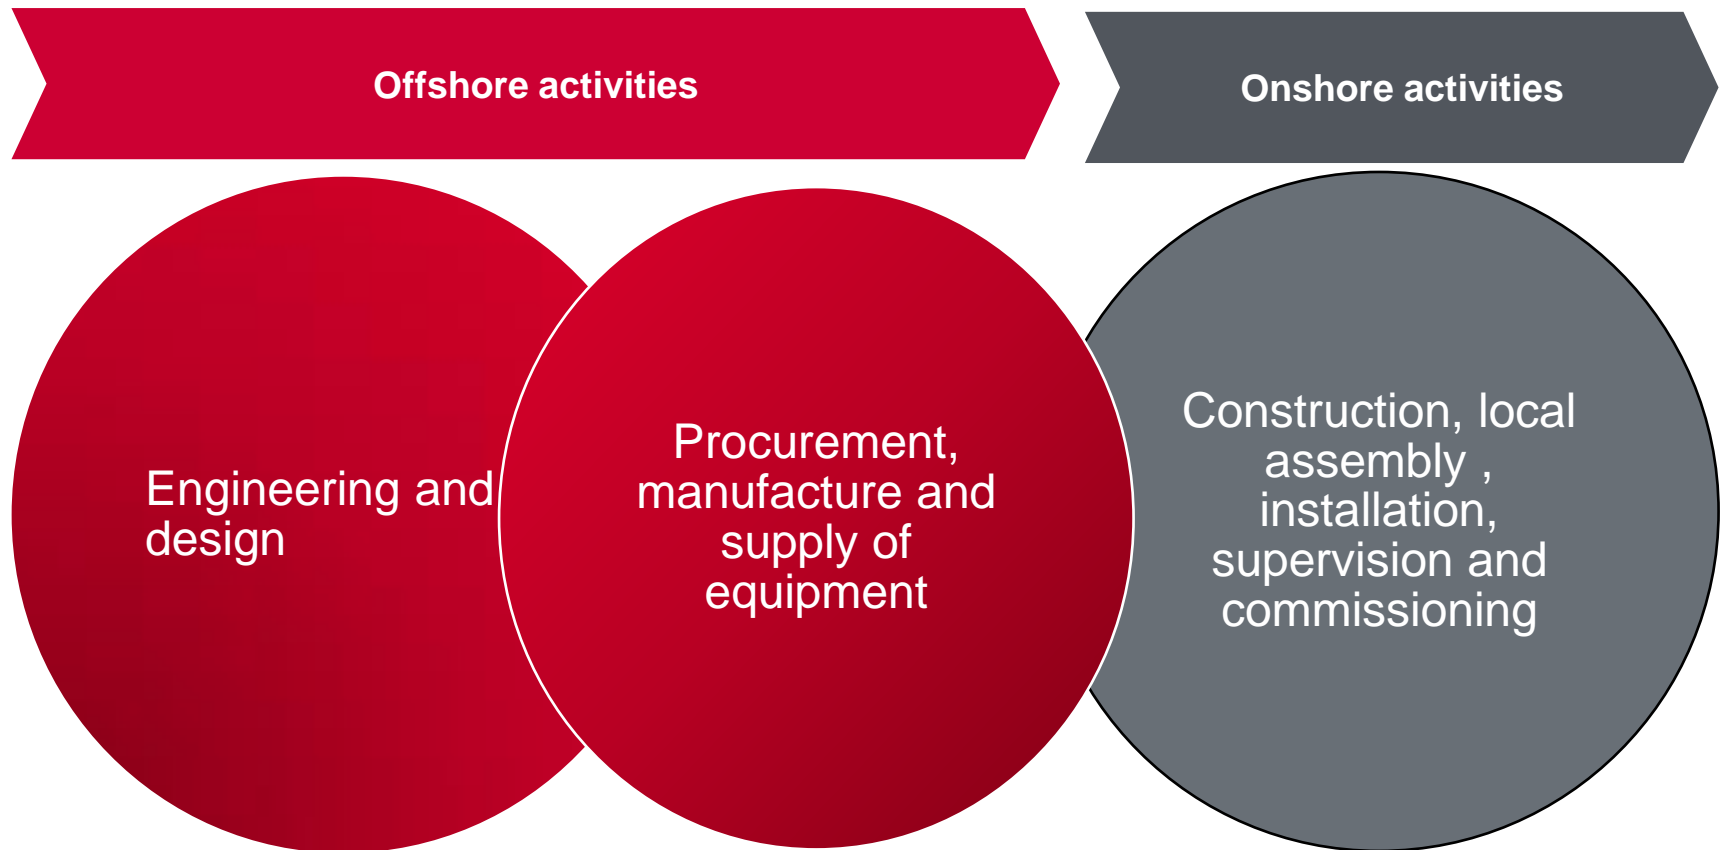 Offshore activities
Onshore activities
Engineering and
design
Procurement,
manufacture and
supply of
equipment
Construction, local
assembly ,
installation,
supervision and
commissioning